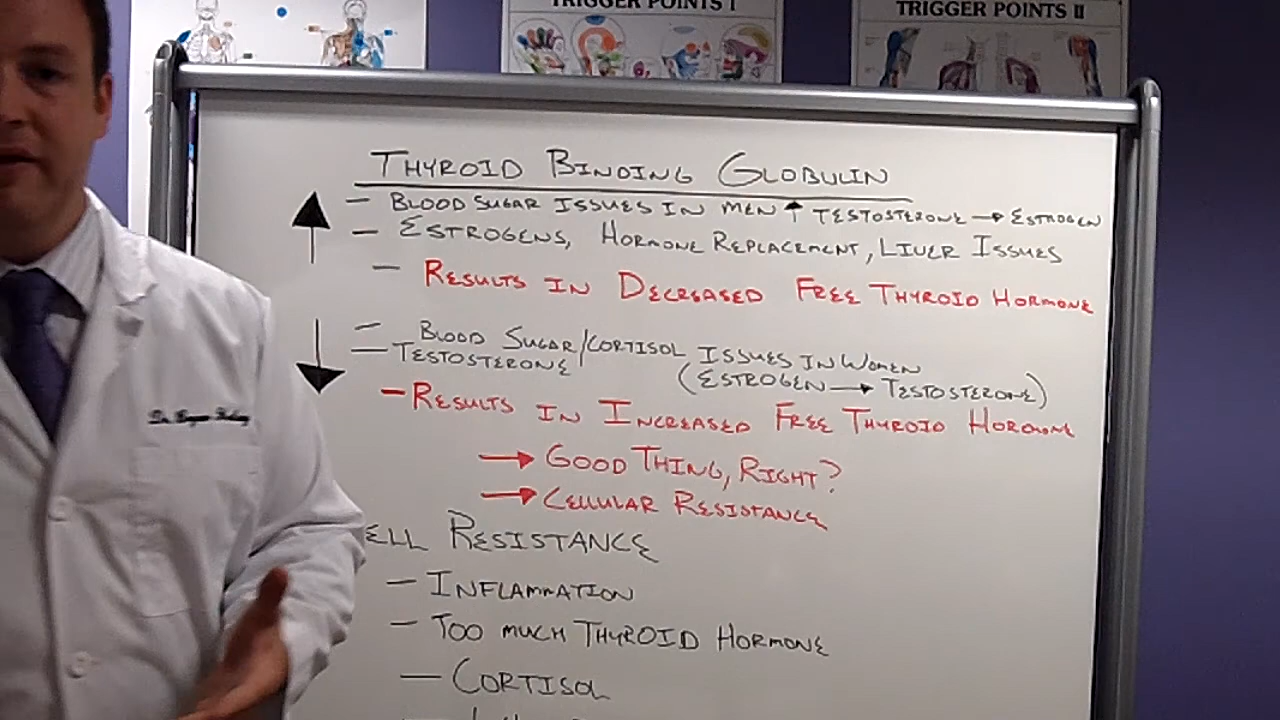 TRIGGER POINTS I
TRIGGER POINTS II
THYROID BINDING GLOBULIN
- BLOOD SUGAR ISSUES IN MEN ↑ TESTOSTERONE → ESTROGEN
- ESTROGENS, HORMONE REPLACEMENT, LIVER ISSUES
- RESULTS IN DECREASED FREE THYROID HORMONE
- BLOOD SUGAR/CORTISOL ISSUES IN WOMEN
- TESTOSTERONE (ESTROGEN → TESTOSTERONE)
- RESULTS IN INCREASED FREE THYROID HORMONE
→ GOOD THING, RIGHT?
→ CELLULAR RESISTANCE
ELL RESISTANCE
- INFLAMMATION
- TOO MUCH THYROID HORMONE
- CORTISOL
Dr.